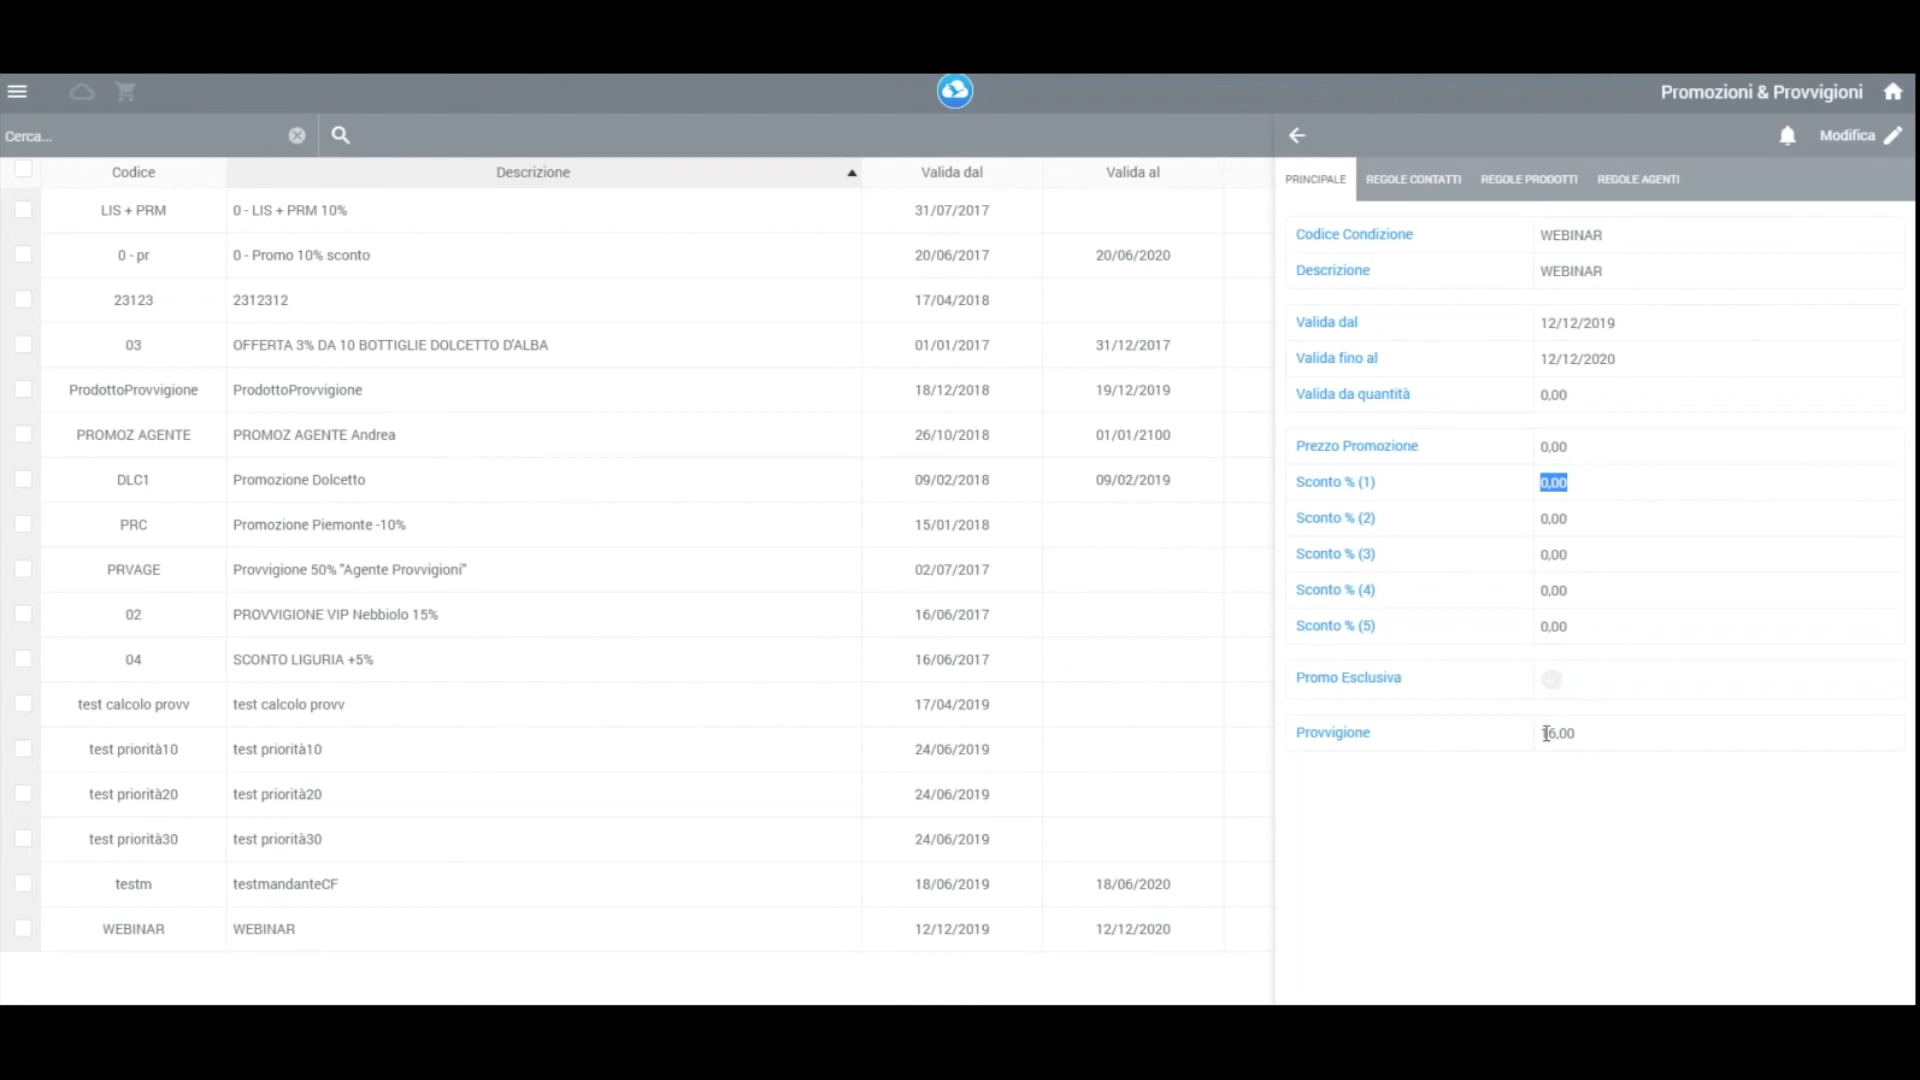 Promozioni & Provvigioni
Cerca...
Modifica
Codice Descrizione Valida dal Valida al
LIS + PRM 0 - LIS + PRM 10% 31/07/2017
0 - pr 0 - Promo 10% sconto 20/06/2017 20/06/2020
23123 2312312 17/04/2018
03 OFFERTA 3% DA 10 BOTTIGLIE DOLCETTO D'ALBA 01/01/2017 31/12/2017
ProdottoProvvigione ProdottoProvvigione 18/12/2018 19/12/2019
PROMOZ AGENTE PROMOZ AGENTE Andrea 26/10/2018 01/01/2100
DLC1 Promozione Dolcetto 09/02/2018 09/02/2019
PRC Promozione Piemonte -10% 15/01/2018
PRVAGE Provvigione 50% "Agente Provvigioni" 02/07/2017
02 PROVVIGIONE VIP Nebbiolo 15% 16/06/2017
04 SCONTO LIGURIA +5% 16/06/2017
test calcolo provv test calcolo provv 17/04/2019
test priorità10 test priorità10 24/06/2019
test priorità20 test priorità20 24/06/2019
test priorità30 test priorità30 24/06/2019
testm testmandanteCF 18/06/2019 18/06/2020
WEBINAR WEBINAR 12/12/2019 12/12/2020
PRINCIPALE REGOLE CONTATTI REGOLE PRODOTTI REGOLE AGENTI
Codice Condizione WEBINAR
Descrizione WEBINAR
Valida dal 12/12/2019
Valida fino al 12/12/2020
Valida da quantità 0,00
Prezzo Promozione 0,00
Sconto % (1) 0,00
Sconto % (2) 0,00
Sconto % (3) 0,00
Sconto % (4) 0,00
Sconto % (5) 0,00
Promo Esclusiva
Provvigione